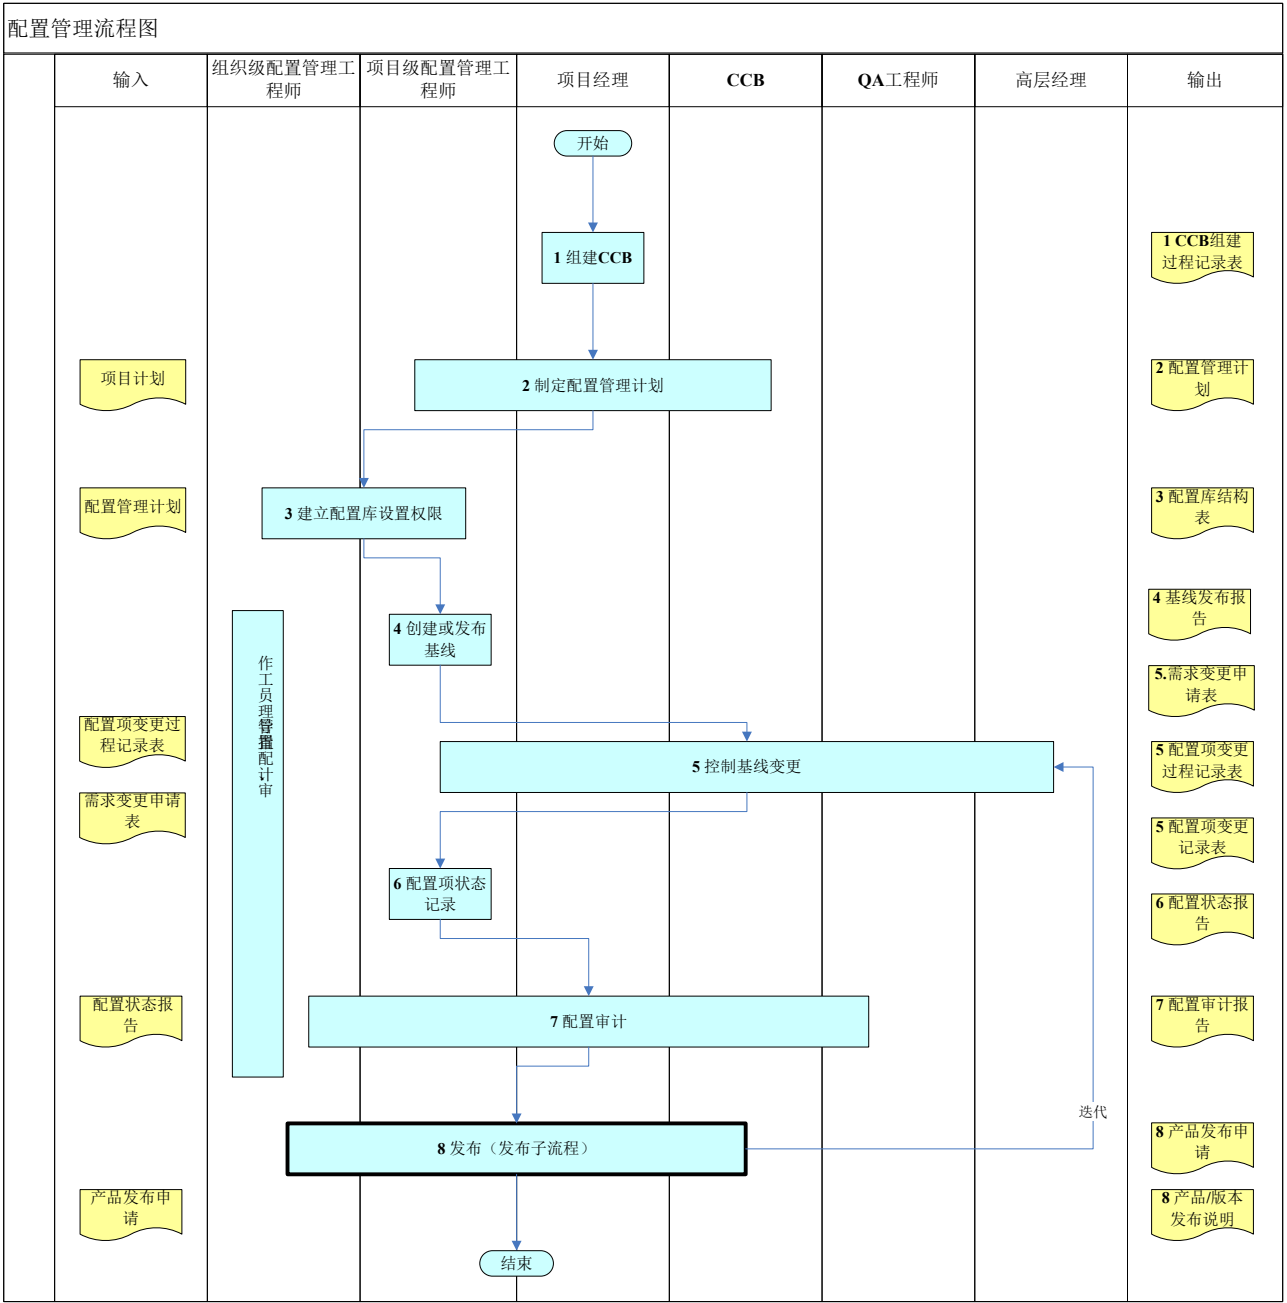 配置管理流程图
输入
组织级配置管理工
程师
项目级配置管理工
程师
项目经理
CCB
QA工程师
高层经理
输出
开始
1 组建CCB
1 CCB组建
过程记录表
项目计划
2 制定配置管理计划
2 配置管理计
划
配置管理计划
3 建立配置库设置权限
3 配置库结构
表
4 创建或发布
基线
4 基线发布报
告
作工员理
配计审
5.需求变更申
请表
配置项变更过
程记录表
5 控制基线变更
5 配置项变更
过程记录表
需求变更申请
表
5 配置项变更
记录表
6 配置项状态
记录
6 配置状态报
告
配置状态报
告
7 配置审计
7 配置审计报
告
迭代
8 发布（发布子流程）
8 产品发布申
请
产品发布申
请
8 产品/版本
发布说明
结束